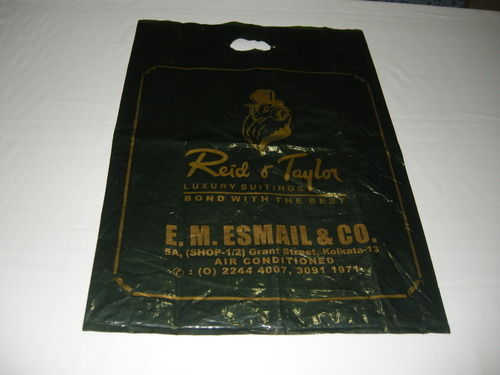 Reid & Taylor
LUXURY SUITINGS
BOND WITH THE BEST
E. M. ESMAIL & CO.
5A, (SHOP-1/2) Grant Street, Kolkata-13
AIR CONDITIONED
✆ : (O) 2244 4007, 3091 1971